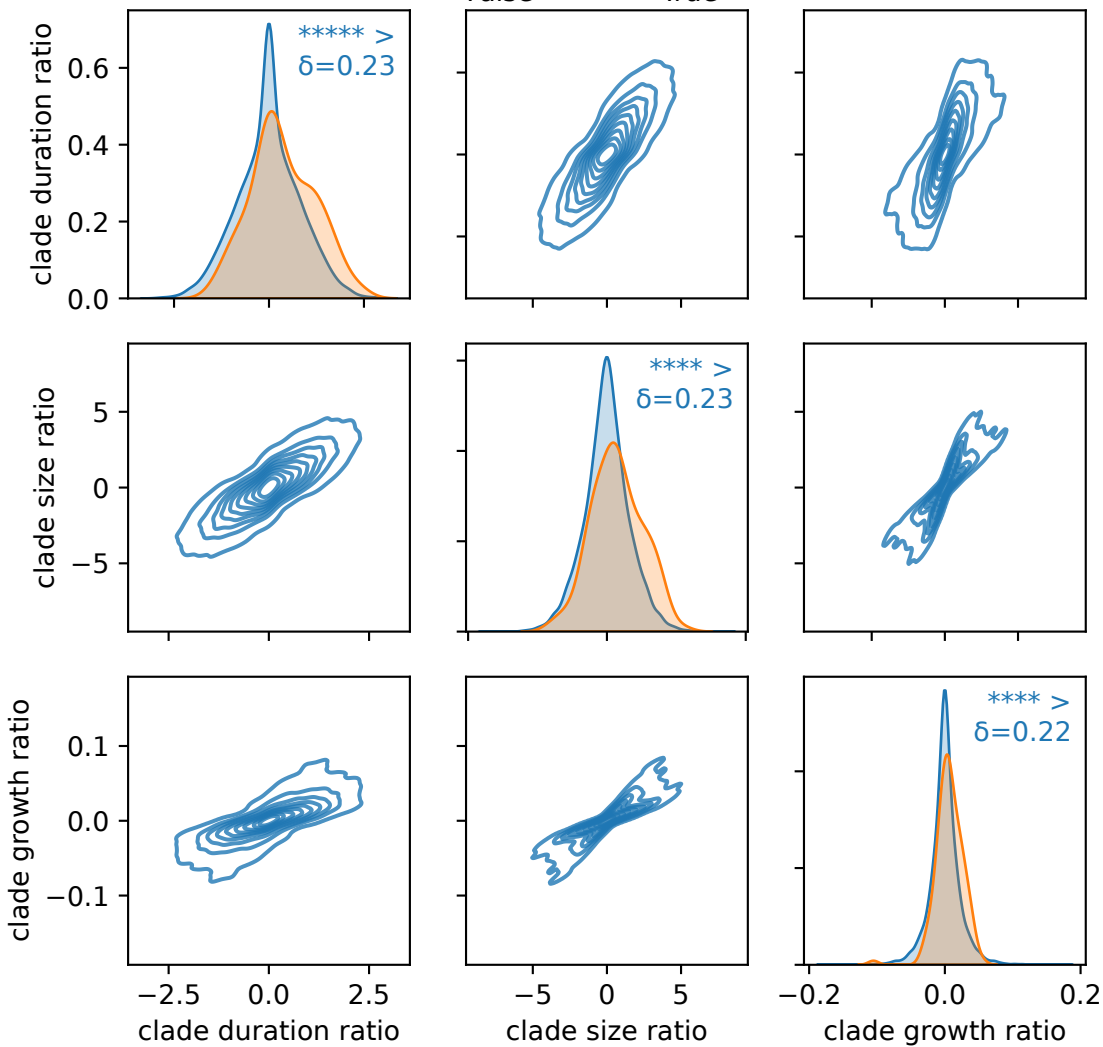 clade duration ratio
0.6
0.4
0.2
0.0
***** >
δ=0.23
clade size ratio
5
0
−5
**** >
δ=0.23
clade growth ratio
0.1
0.0
−0.1
**** >
δ=0.22
−2.5 0.0 2.5
−5 0 5
−0.2 0.0 0.2
clade duration ratio
clade size ratio
clade growth ratio